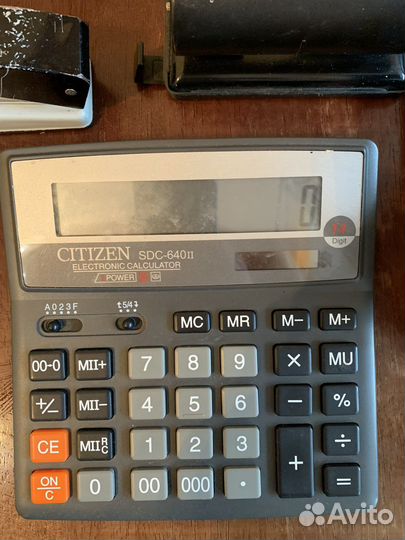 0
CITIZEN SDC-640II
ELECTRONIC CALCULATOR
POWER
14
Digit
A 0 2 3 F
5/4
MC MR M- M+
00→0 MII+ 7 8 9 × MU
+/− MII− 4 5 6 − %
CE MII R/C 1 2 3 + ÷
ON/C 0 00 000 · =
Avito